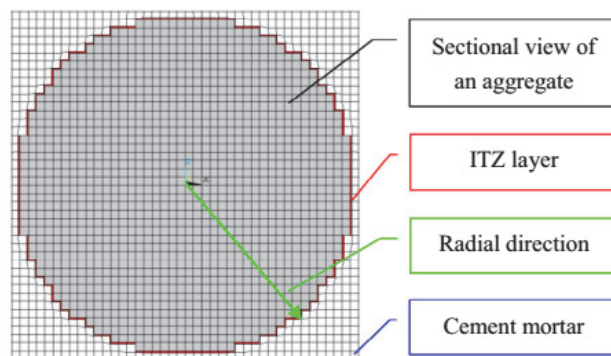 Sectional view of
an aggregate
ITZ layer
Radial direction
Cement mortar